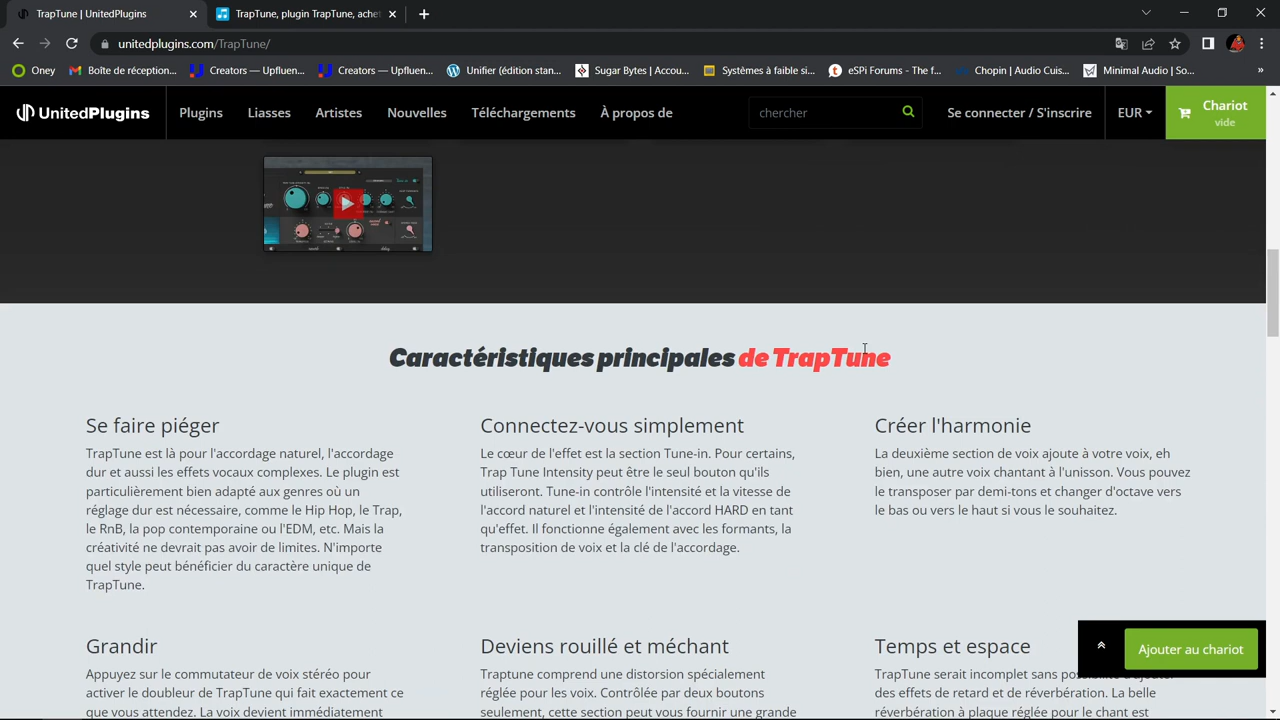 TrapTune | UnitedPlugins
TrapTune, plugin TrapTune, achet
unitedplugins.com/TrapTune/
Oney
Boîte de réception...
Creators — Upfluen...
Creators — Upfluen...
Unifier (édition stan...
Sugar Bytes | Accou...
Systèmes à faible si...
eSPi Forums - The f...
Chopin | Audio Cuis...
Minimal Audio | So...
»
UnitedPlugins
Plugins
Liasses
Artistes
Nouvelles
Téléchargements
À propos de
chercher
Se connecter / S'inscrire
EUR
Chariot
vide
Caractéristiques principales de TrapTune
Se faire piéger
TrapTune est là pour l'accordage naturel, l'accordage
dur et aussi les effets vocaux complexes. Le plugin est
particulièrement bien adapté aux genres où un
réglage dur est nécessaire, comme le Hip Hop, le Trap,
le RnB, la pop contemporaine ou l'EDM, etc. Mais la
créativité ne devrait pas avoir de limites. N'importe
quel style peut bénéficier du caractère unique de
TrapTune.
Connectez-vous simplement
Le cœur de l'effet est la section Tune-in. Pour certains,
Trap Tune Intensity peut être le seul bouton qu'ils
utiliseront. Tune-in contrôle l'intensité et la vitesse de
l'accord naturel et l'intensité de l'accord HARD en tant
qu'effet. Il fonctionne également avec les formants, la
transposition de voix et la clé de l'accordage.
Créer l'harmonie
La deuxième section de voix ajoute à votre voix, eh
bien, une autre voix chantant à l'unisson. Vous pouvez
le transposer par demi-tons et changer d'octave vers
le bas ou vers le haut si vous le souhaitez.
Grandir
Appuyez sur le commutateur de voix stéréo pour
activer le doubleur de TrapTune qui fait exactement ce
que vous attendez. La voix devient immédiatement
Deviens rouillé et méchant
Traptune comprend une distorsion spécialement
réglée pour les voix. Contrôlée par deux boutons
seulement, cette section peut vous fournir une grande
Temps et espace
TrapTune serait incomplet sans
des effets de retard et de réverbération. La belle
réverbération à plaque réglée pour le chant est
Ajouter au chariot